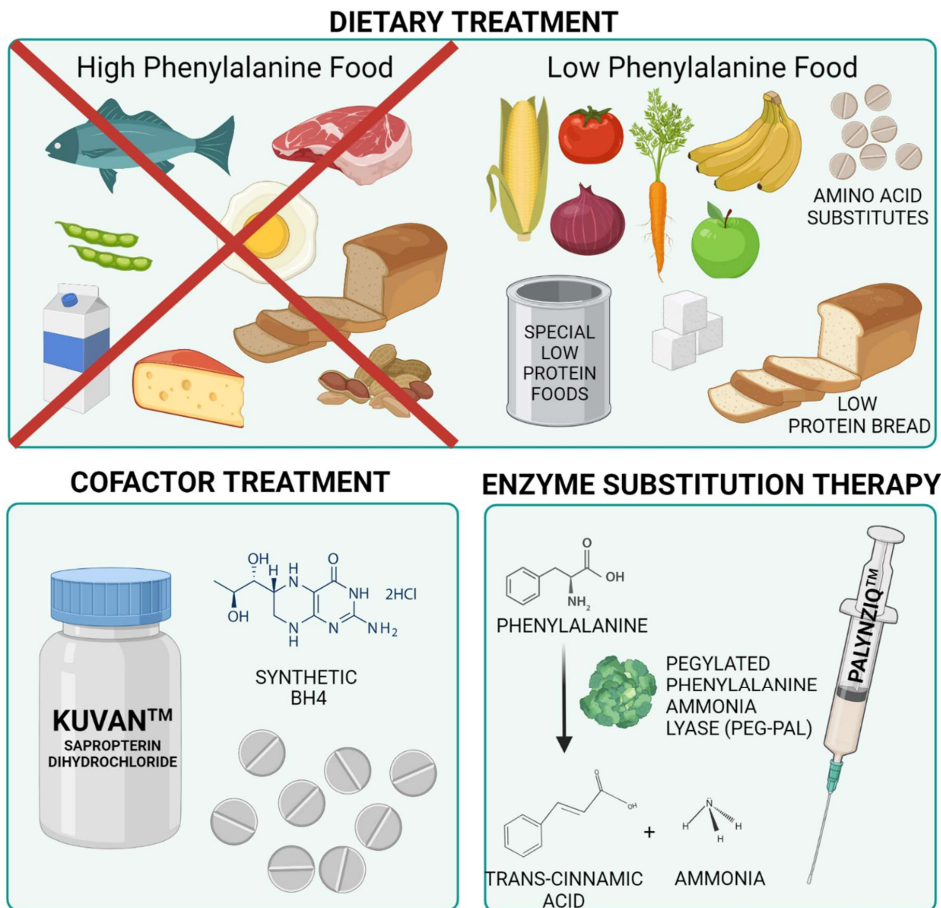 DIETARY TREATMENT
High Phenylalanine Food
Low Phenylalanine Food
AMINO ACID
SUBSTITUTES
SPECIAL
LOW
PROTEIN
FOODS
LOW
PROTEIN BREAD
COFACTOR TREATMENT
KUVAN™
SAPROPTERIN
DIHYDROCHLORIDE
OH
H
H
N
O
NH
2HCl
OH
N
H
N
NH₂
SYNTHETIC
BH4
ENZYME SUBSTITUTION THERAPY
O
OH
NH₂
PHENYLALANINE
PEGYLATED
PHENYLALANINE
AMMONIA
LYASE (PEG-PAL)
PALYNZIQ™
O
OH
+
N
H
H
H
TRANS-CINNAMIC
ACID
AMMONIA